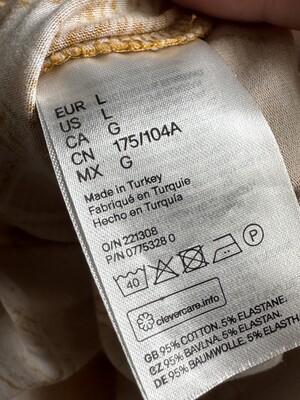 EUR L
US L
CA G
CN 175/104A
MX G
Made in Turkey
Fabriqué en Turquie
Hecho en Turquía
O/N 221308
P/N 0775328 0
40 P
clevercare.info
GB 95% COTTON. 5% ELASTANE.
CZ 95% BAVLNA. 5% ELASTAN.
DE 95% BAUMWOLLE. 5% ELASTH